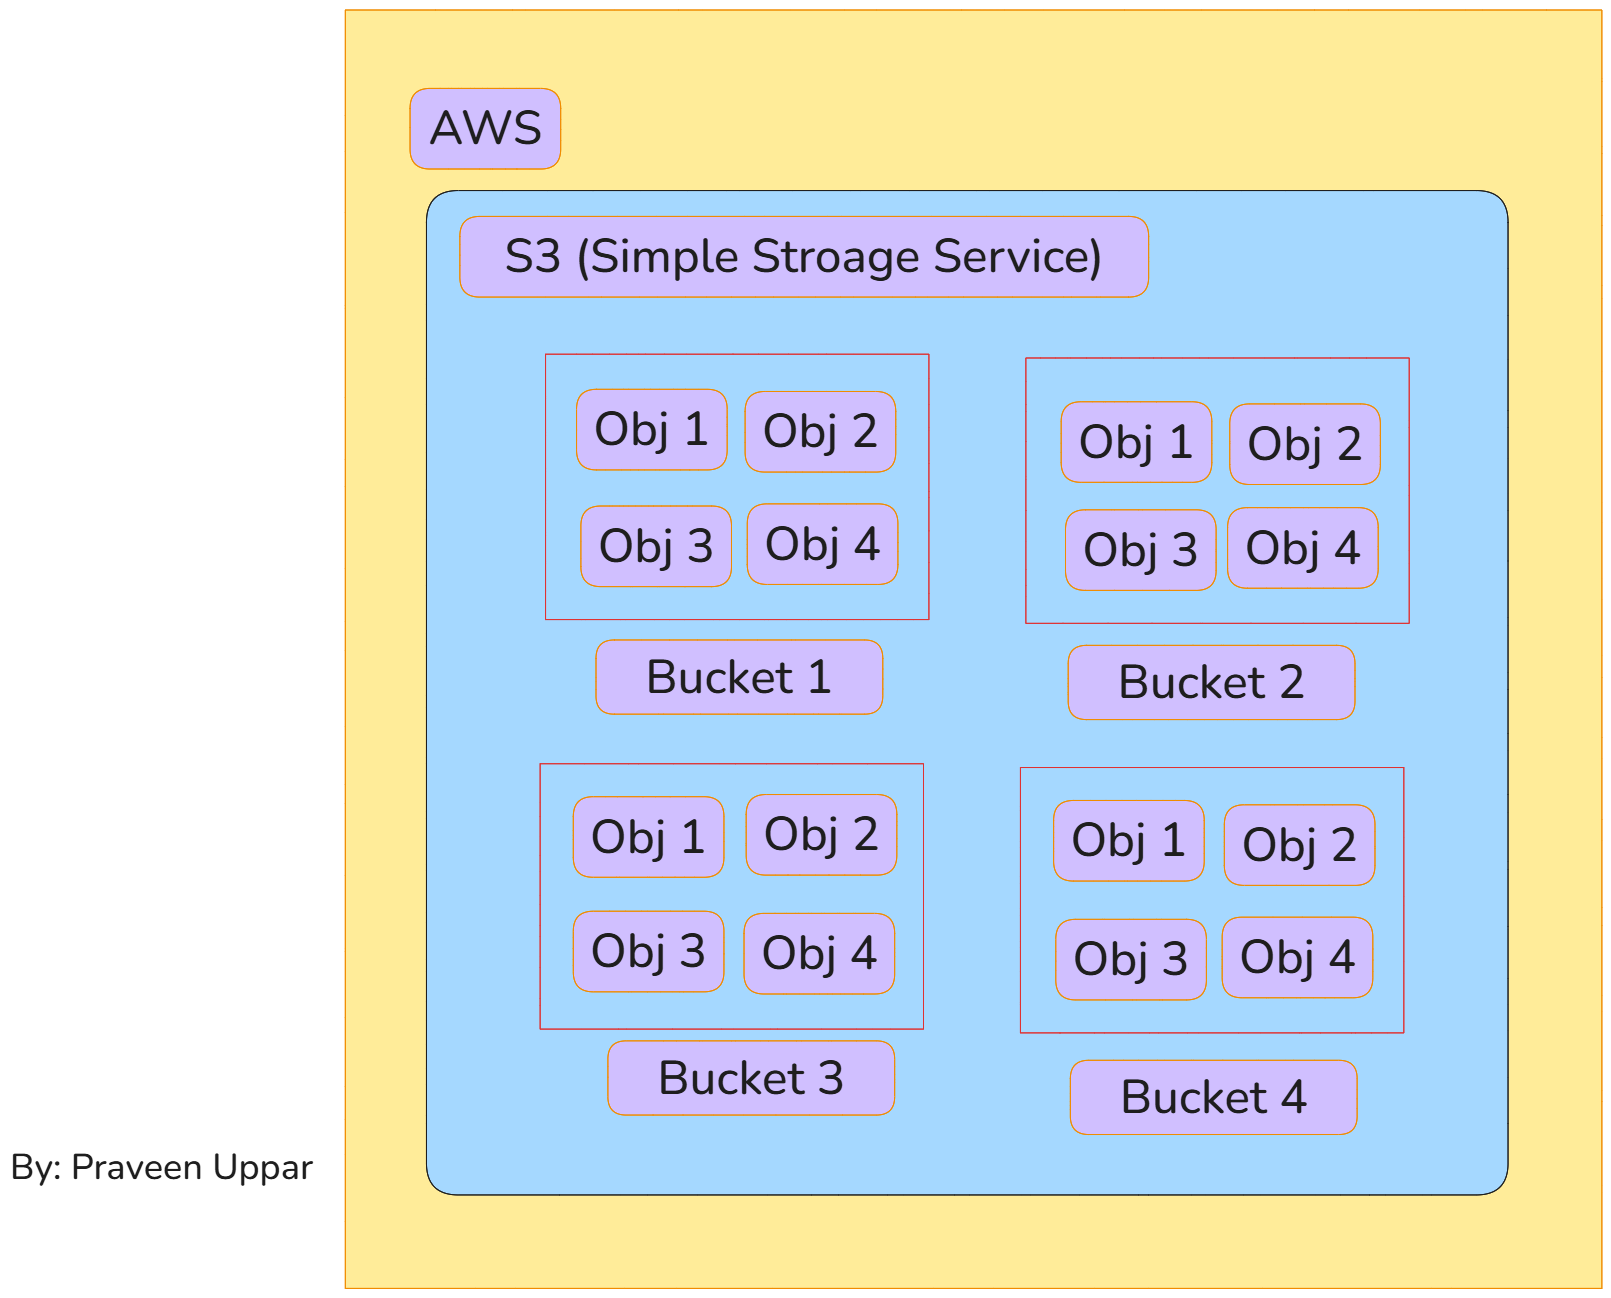 AWS
S3 (Simple Stroage Service)
Obj 1 Obj 2
Obj 3 Obj 4
Bucket 1
Obj 1 Obj 2
Obj 3 Obj 4
Bucket 2
Obj 1 Obj 2
Obj 3 Obj 4
Bucket 3
Obj 1 Obj 2
Obj 3 Obj 4
Bucket 4
By: Praveen Uppar